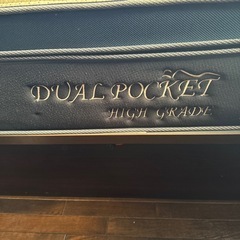 DUAL POCKET
HIGH GRADE